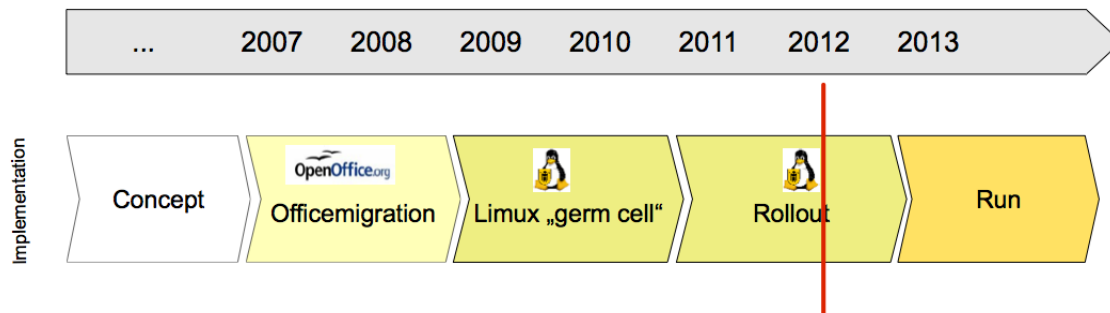 ... 2007 2008 2009 2010 2011 2012 2013
Implementation
OpenOffice.org
Concept Officemigration Limux „germ cell“ Rollout Run